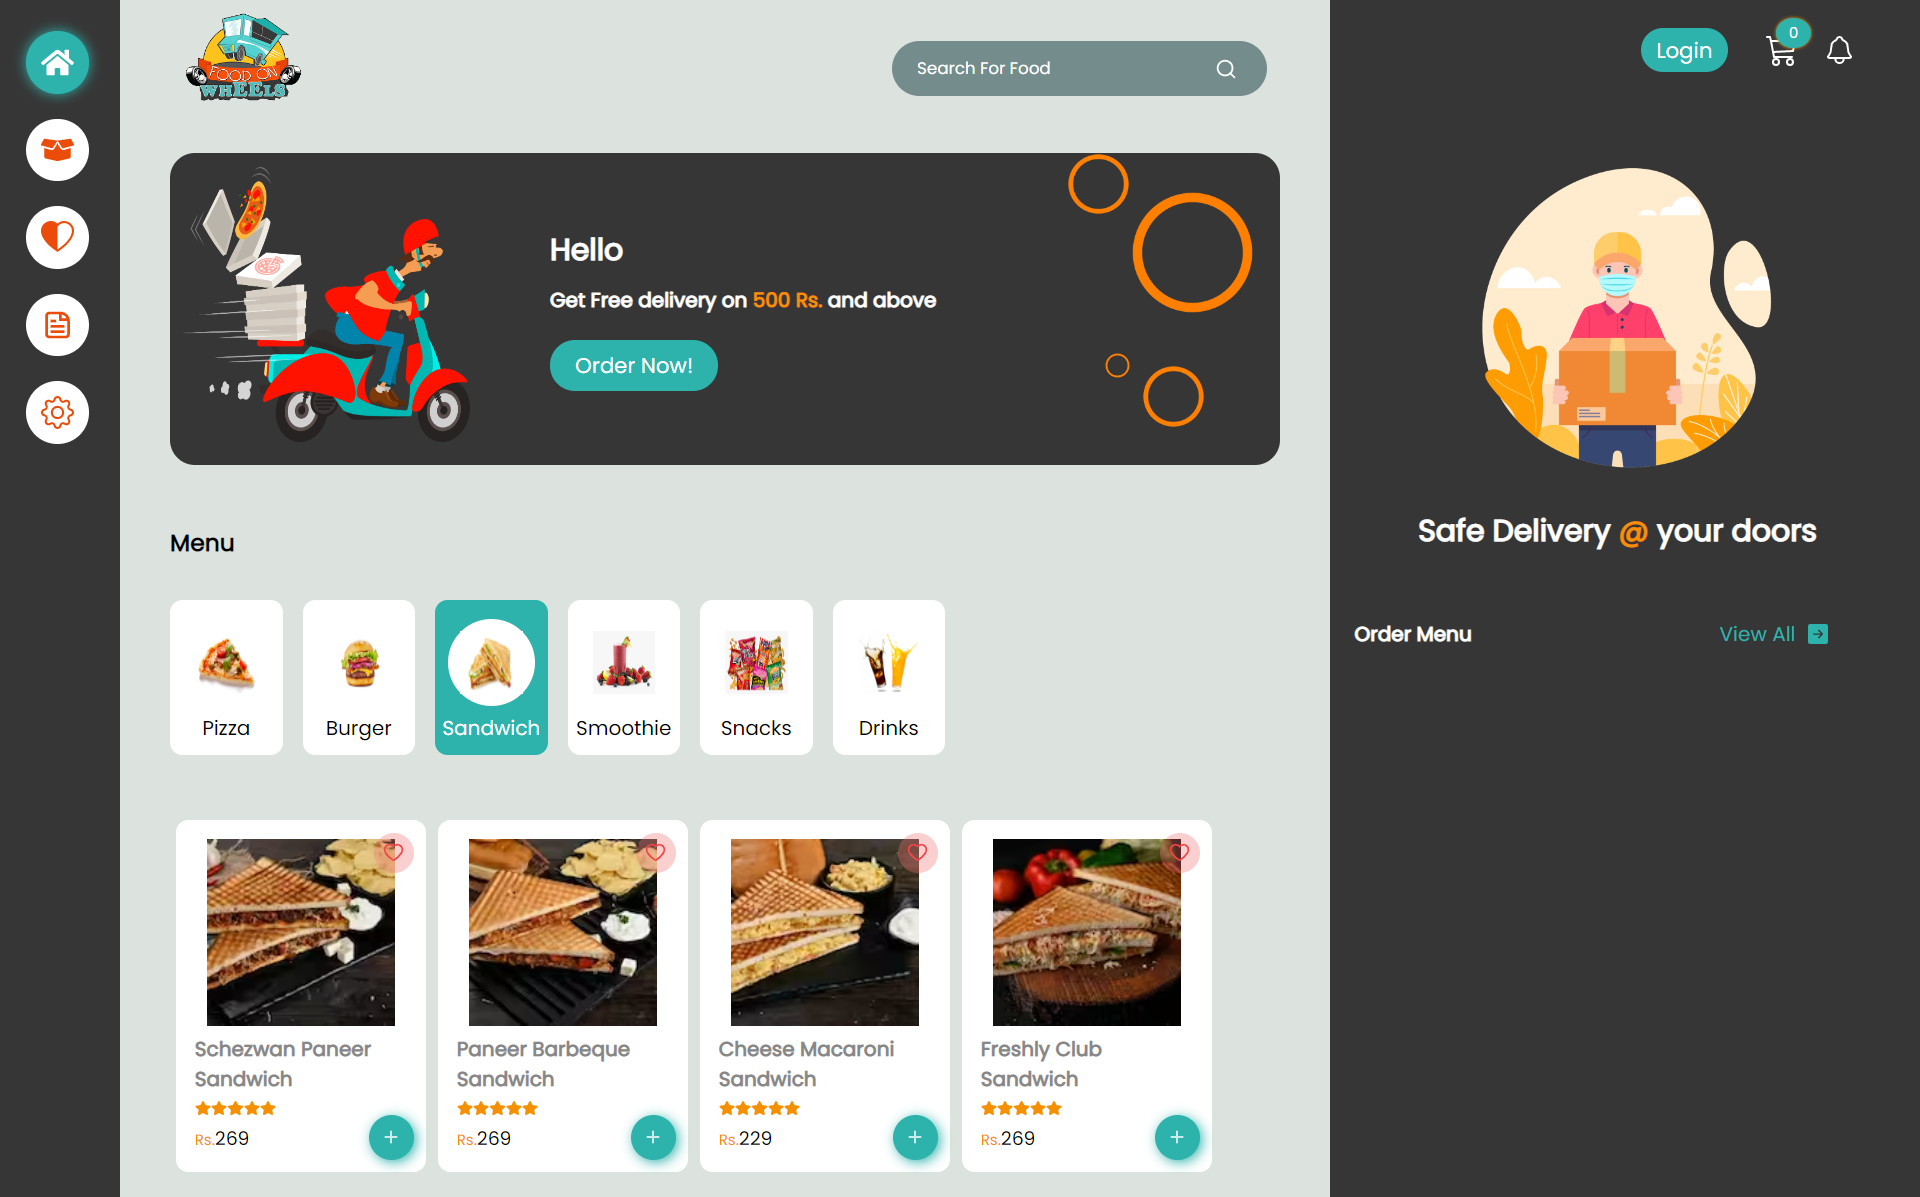 FOOD ON
WHEELS
Search For Food
Login
0
Hello
Get Free delivery on 500 Rs. and above
Order Now!
Safe Delivery @ your doors
Order Menu
View All
Menu
Pizza
Burger
Sandwich
Smoothie
Snacks
Drinks
Schezwan Paneer
Sandwich
Rs.269
Paneer Barbeque
Sandwich
Rs.269
Cheese Macaroni
Sandwich
Rs.229
Freshly Club
Sandwich
Rs.269